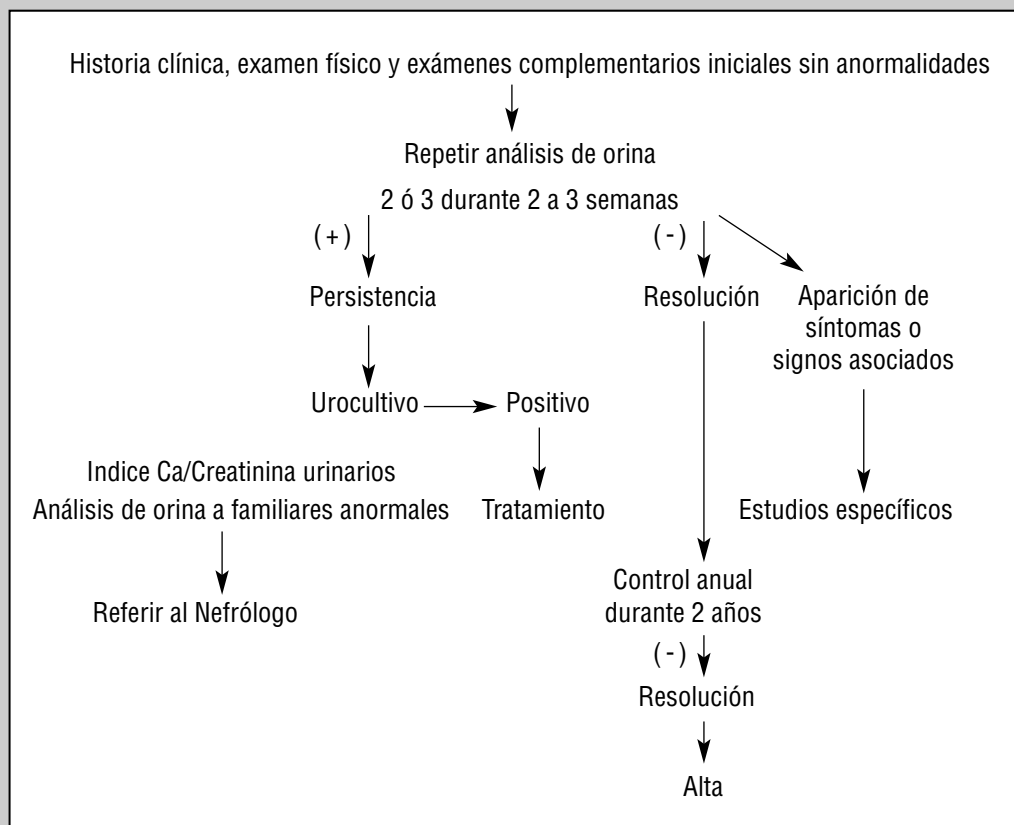 Historia clínica, examen físico y exámenes complementarios iniciales sin anormalidades
Repetir análisis de orina
2 ó 3 durante 2 a 3 semanas
(+)
(-)
Persistencia
Resolución
Aparición de
síntomas o
signos asociados
Urocultivo
Positivo
Indice Ca/Creatinina urinarios
Análisis de orina a familiares anormales
Tratamiento
Estudios específicos
Control anual
durante 2 años
Referir al Nefrólogo
(-)
Resolución
Alta